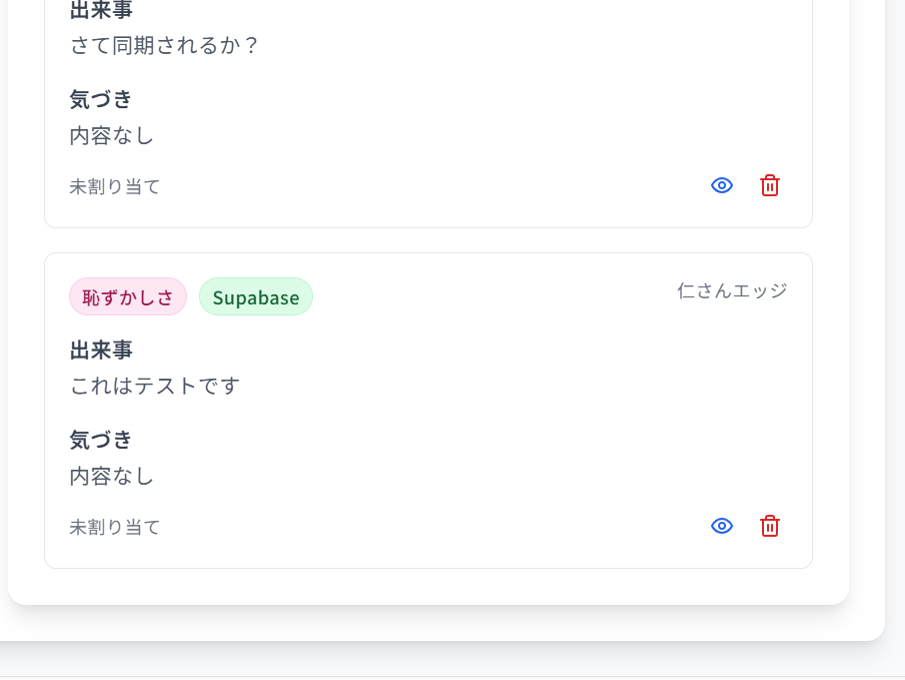 出来事
さて同期されるか？
気づき
内容なし
未割り当て
恥ずかしさ Supabase 仁さんエッジ
出来事
これはテストです
気づき
内容なし
未割り当て